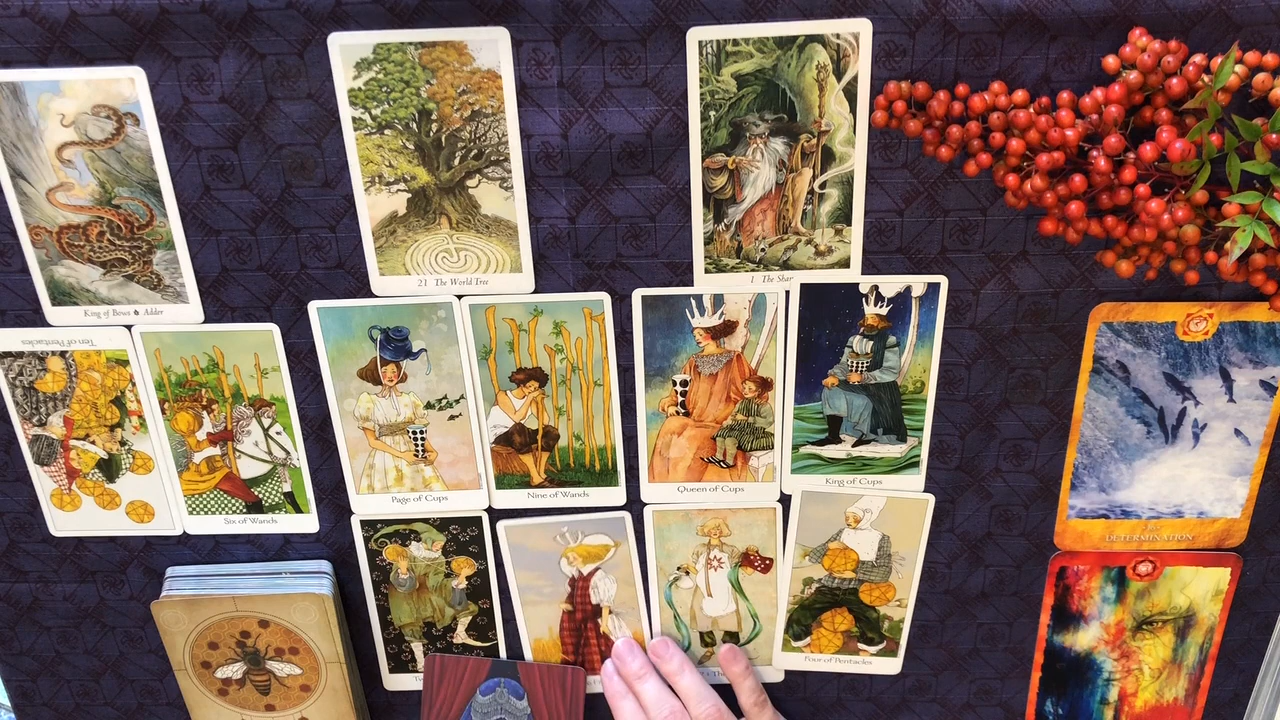 King of Bows & Adder
21 The World Tree
1 The Shar
Ten of Pentacles
Six of Wands
Page of Cups
Nine of Wands
Queen of Cups
King of Cups
DETERMINATION
Four of Pentacles